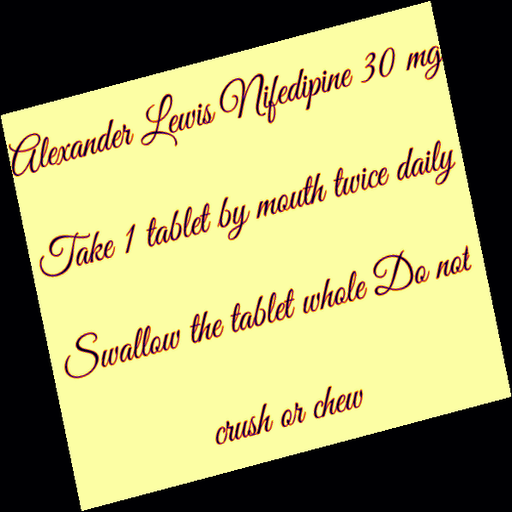 Alexander Lewis Nifedipine 30 mg
Take 1 tablet by mouth twice daily
Swallow the tablet whole Do not
crush or chew